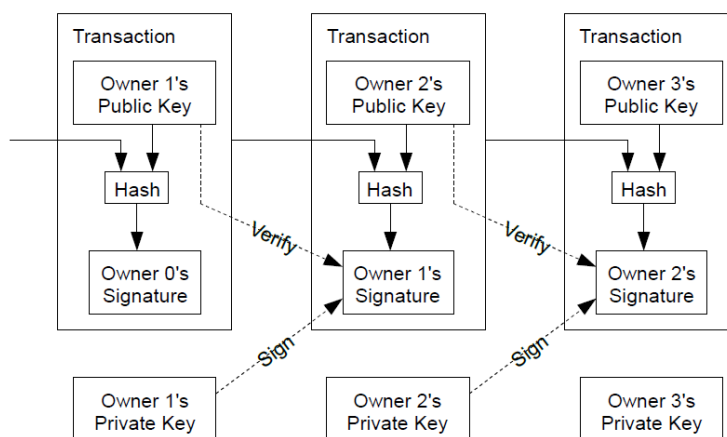 Transaction
Owner 1's
Public Key
Hash
Owner 0's
Signature
Transaction
Owner 2's
Public Key
Hash
Verify
Owner 1's
Signature
Sign
Transaction
Owner 3's
Public Key
Hash
Verify
Owner 2's
Signature
Sign
Owner 1's
Private Key
Owner 2's
Private Key
Owner 3's
Private Key